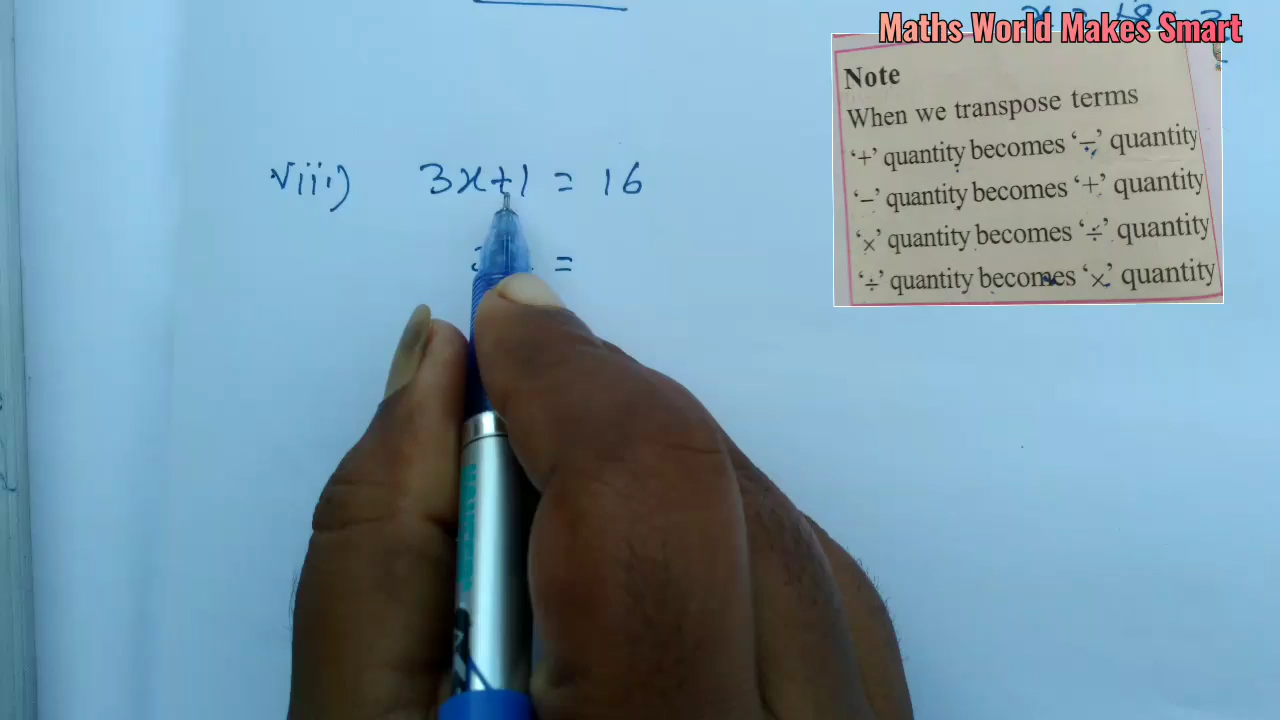 Maths World Makes Smart
Note
When we transpose terms
‘+’ quantity becomes ‘−’ quantity
‘−’ quantity becomes ‘+’ quantity
‘×’ quantity becomes ‘÷’ quantity
‘÷’ quantity becomes ‘×’ quantity
viii) 3x+1 = 16
=